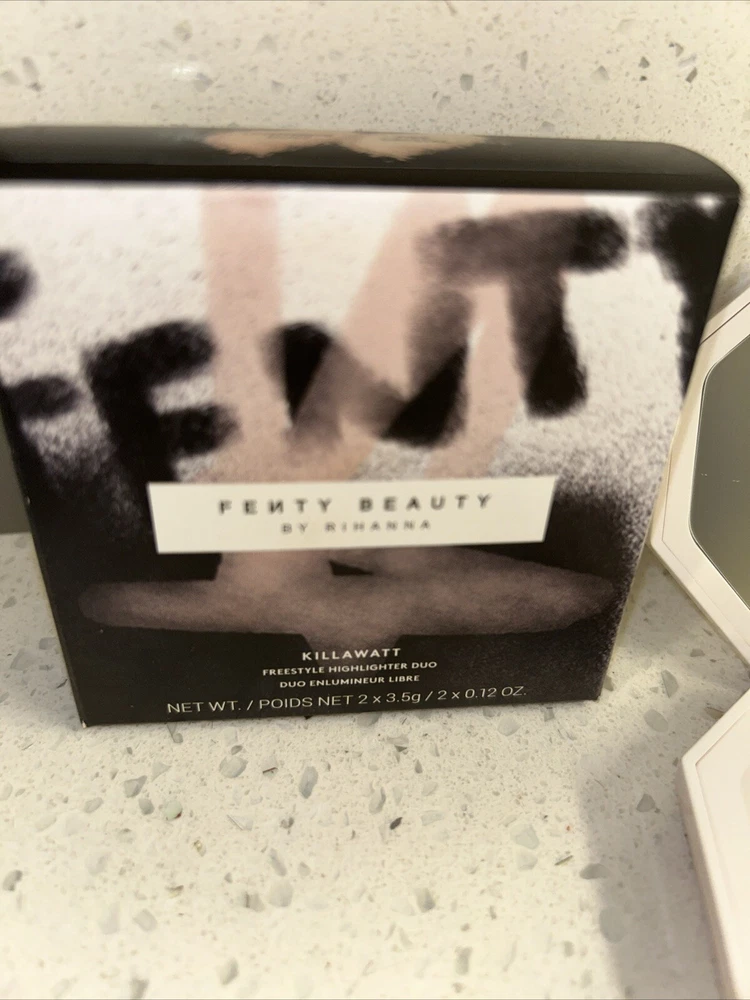 FENTY
FEИTY BEAUTY
BY RIHANNA
KILLAWATT
FREESTYLE HIGHLIGHTER DUO
DUO ENLUMINEUR LIBRE
NET WT. / POIDS NET 2 x 3.5g / 2 x 0.12 OZ.